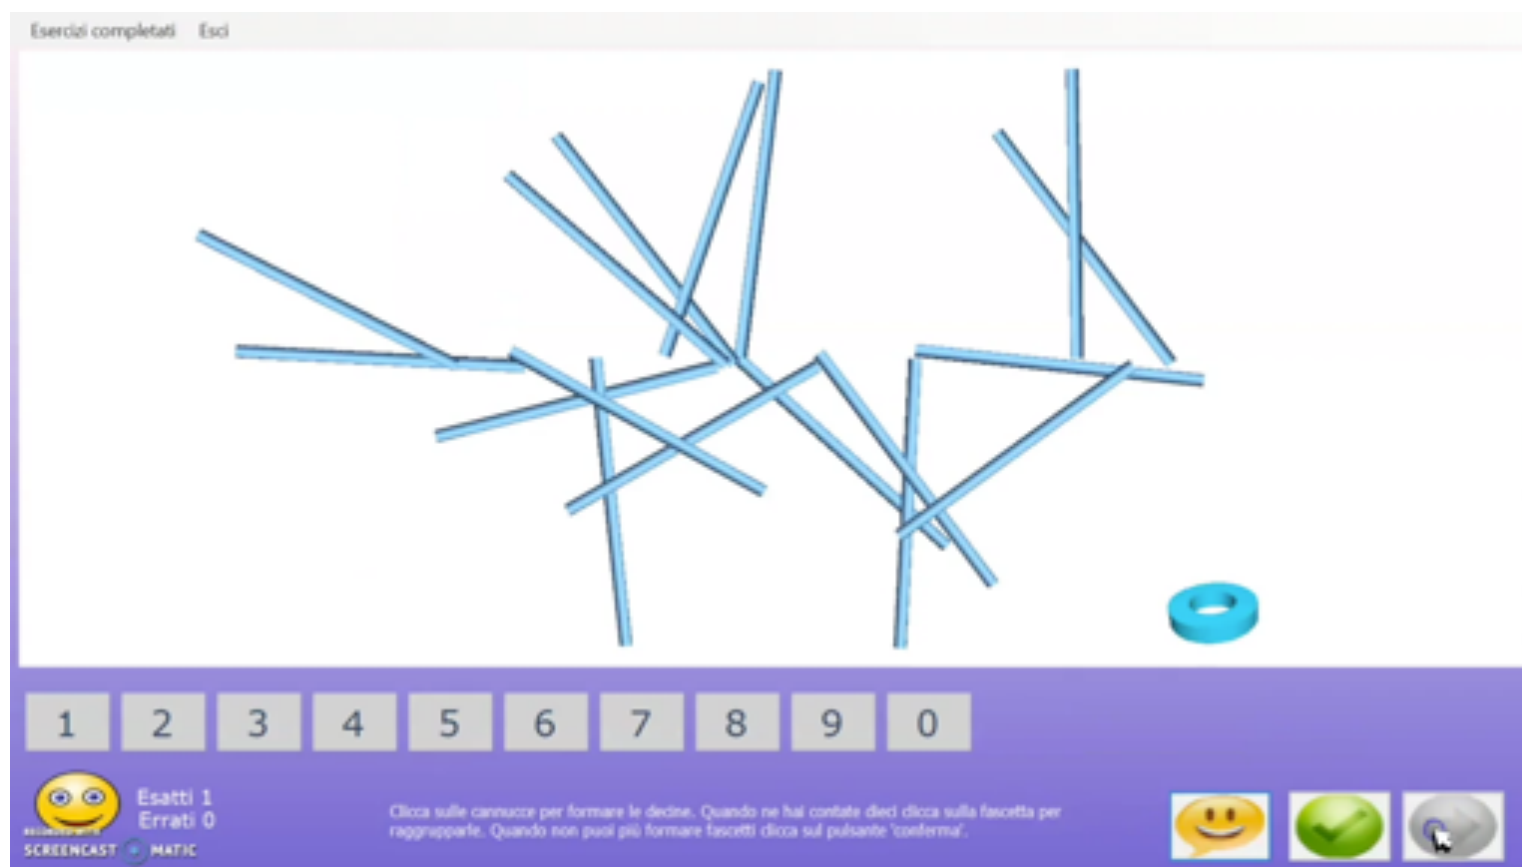 Esercizi completati Esci
1 2 3 4 5 6 7 8 9 0
Esatti 1
Errati 0
Clicca sulle cannucce per formare le decine. Quando ne hai contate dieci clicca sulla fascetta per
raggrupparle. Quando non puoi più formare fascetti clicca sul pulsante 'conferma'.
RECORDED WITH
SCREENCAST MATIC